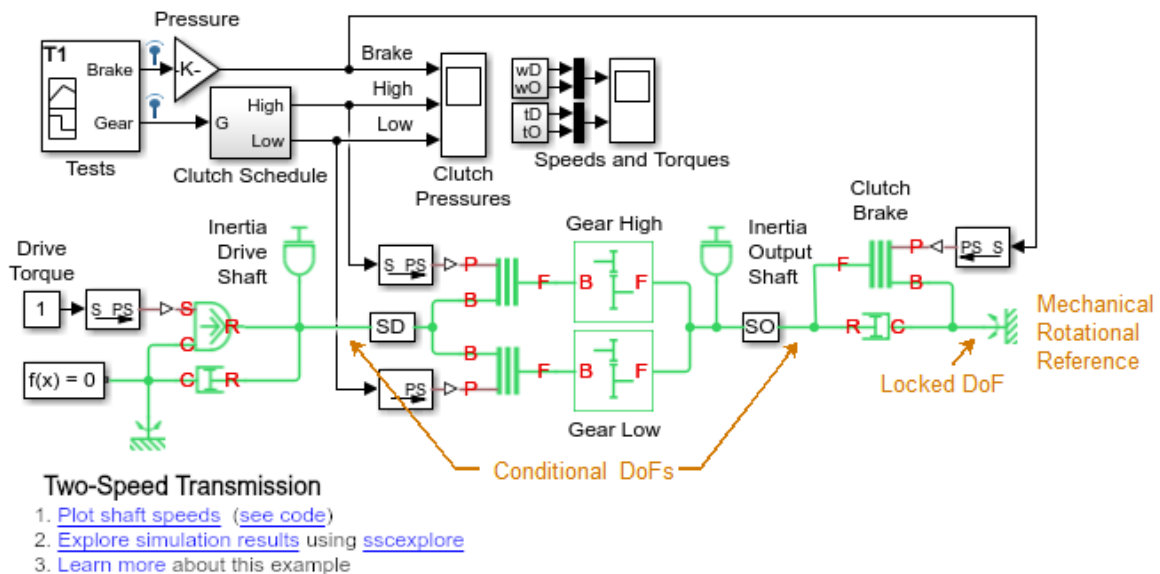 Pressure
T1
Brake
Gear
Tests
-K-
G
High
Low
Clutch Schedule
Brake
High
Low
Clutch
Pressures
wD
wO
tD
tO
Speeds and Torques
Drive
Torque
1
S PS
S
C
R
f(x) = 0
C
R
Inertia
Drive
Shaft
SD
S PS
P
B
F
B
P
F
PS
Gear High
B
F
B
F
Gear Low
Inertia
Output
Shaft
SO
Clutch
Brake
F
P
B
PS S
R
C
Mechanical
Rotational
Reference
Locked DoF
Conditional DoFs
Two-Speed Transmission
1. Plot shaft speeds (see code)
2. Explore simulation results using sscexplore
3. Learn more about this example